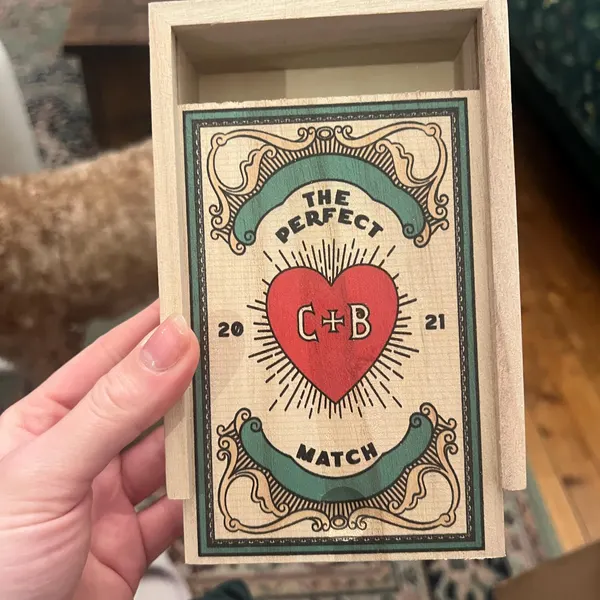 THE
PERFECT
20 C+B 21
MATCH